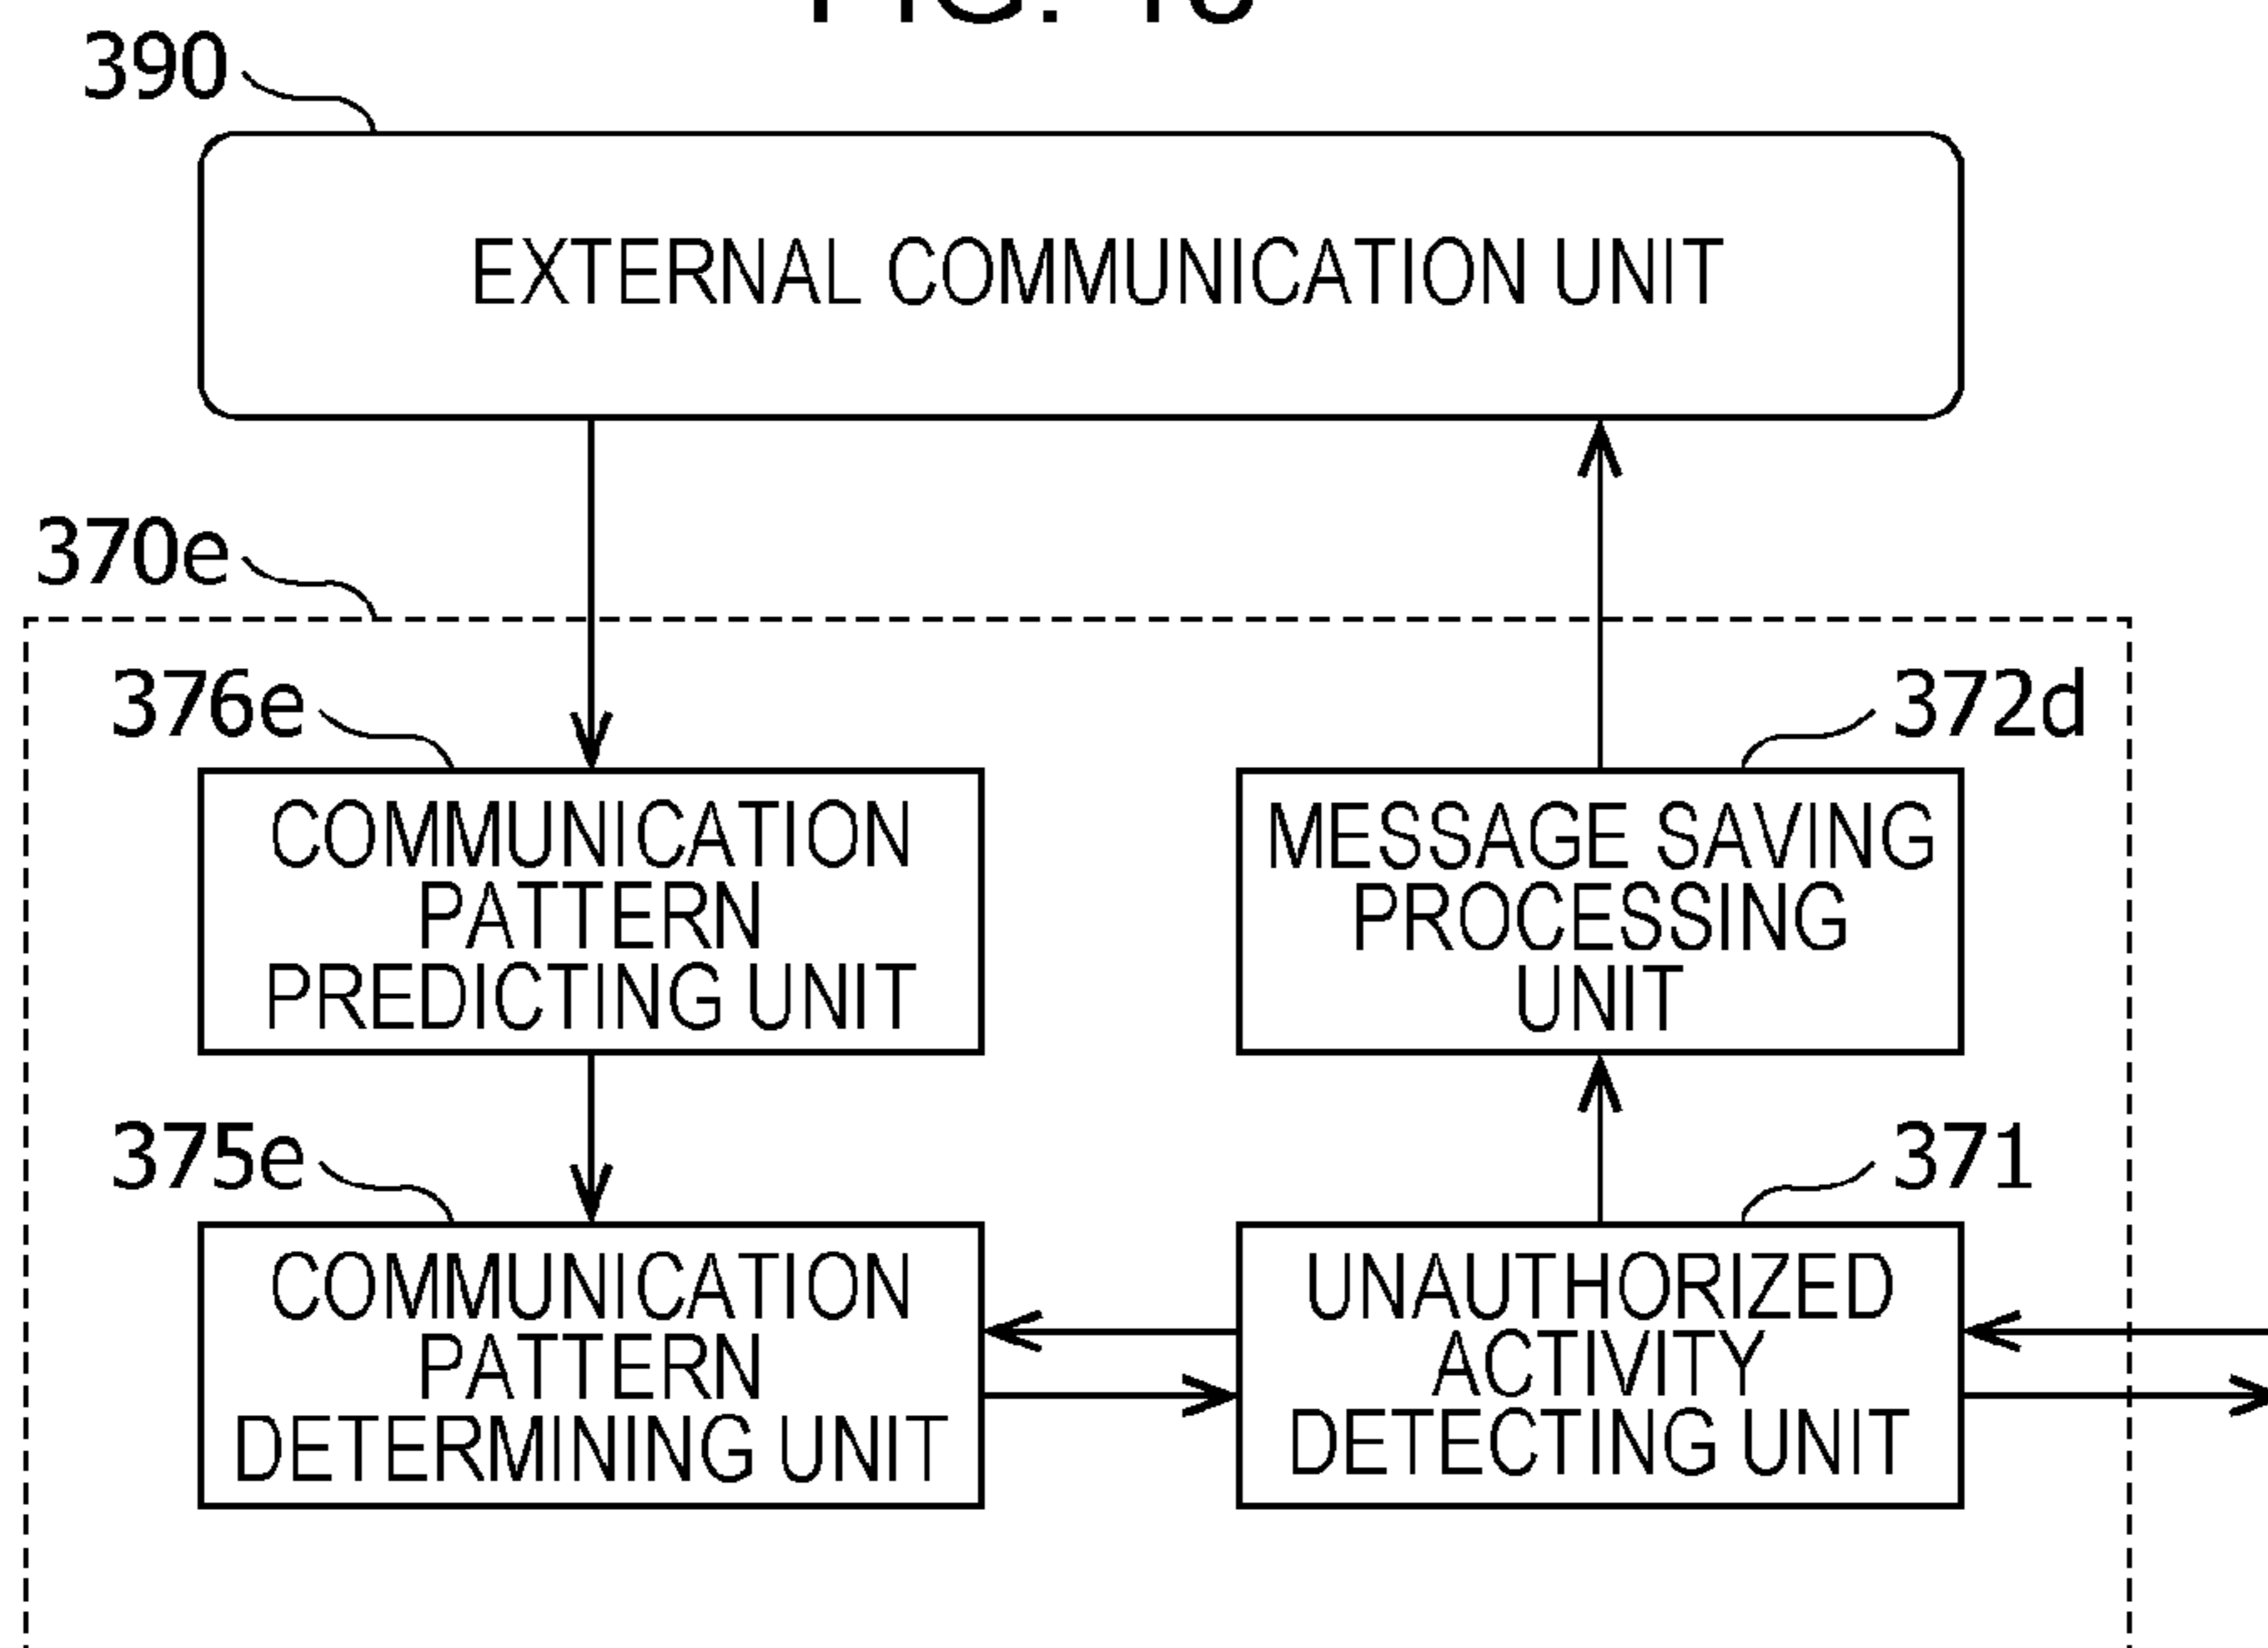 390
EXTERNAL COMMUNICATION UNIT
370e
376e
372d
COMMUNICATION
PATTERN
PREDICTING UNIT
MESSAGE SAVING
PROCESSING
UNIT
375e
371
COMMUNICATION
PATTERN
DETERMINING UNIT
UNAUTHORIZED
ACTIVITY
DETECTING UNIT